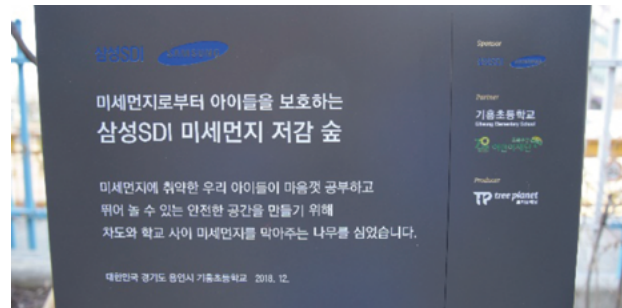 삼성SDI
미세먼지로부터 아이들을 보호하는
삼성SDI 미세먼지 저감 숲
미세먼지에 취약한 우리 아이들이 마음껏 공부하고
뛰어 놀 수 있는 안전한 공간을 만들기 위해
차도와 학교 사이 미세먼지를 막아주는 나무를 심었습니다.
대한민국 경기도 용인시 기흥초등학교 2018. 12.
Sponsor
Partner
기흥초등학교
Giheung Elementary School
Producer
TP tree planet